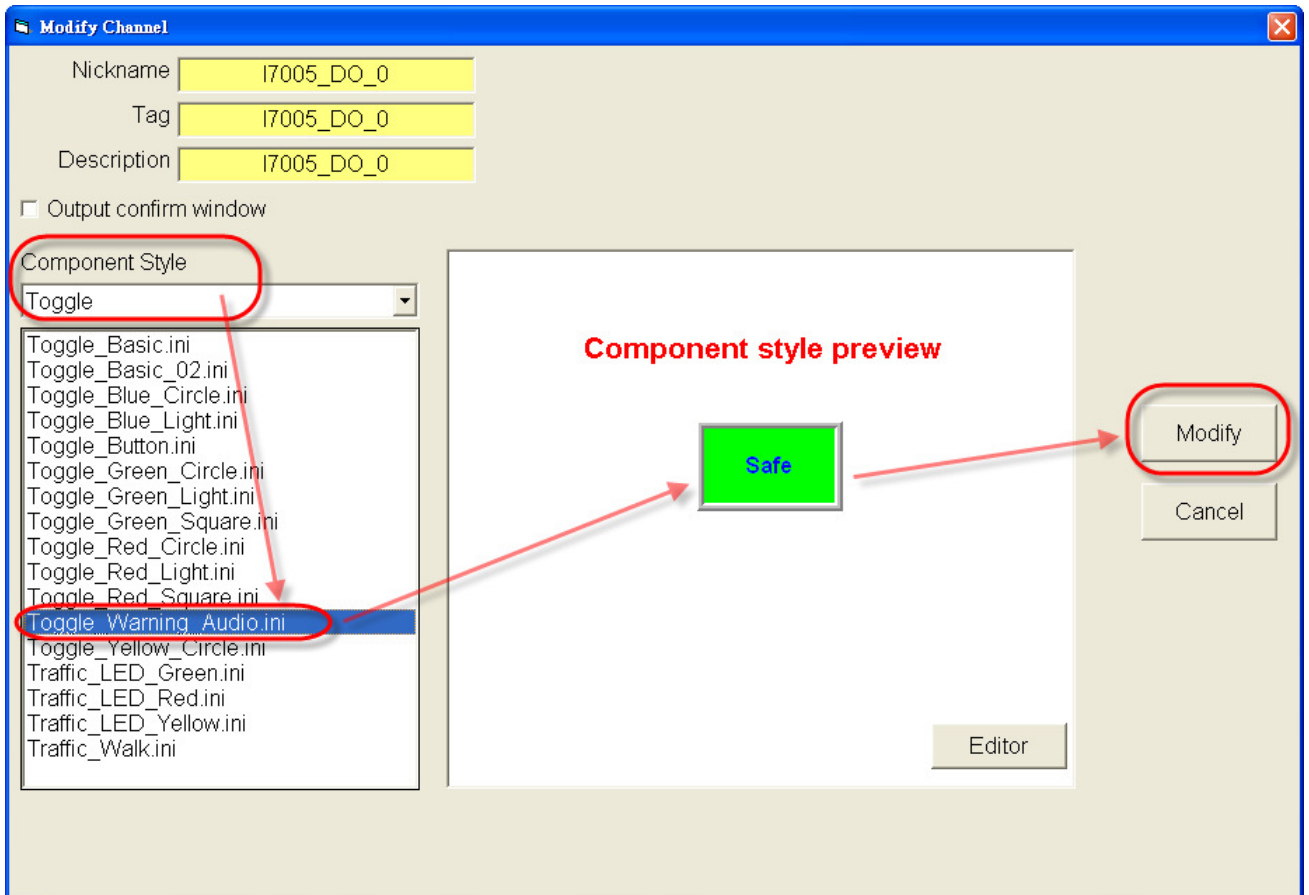 Modify Channel
Nickname I7005_DO_0
Tag I7005_DO_0
Description I7005_DO_0
Output confirm window
Component Style
Toggle
Toggle_Basic.ini
Toggle_Basic_02.ini
Toggle_Blue_Circle.ini
Toggle_Blue_Light.ini
Toggle_Button.ini
Toggle_Green_Circle.ini
Toggle_Green_Light.ini
Toggle_Green_Square.ini
Toggle_Red_Circle.ini
Toggle_Red_Light.ini
Toggle_Red_Square.ini
Toggle_Warning_Audio.ini
Toggle_Yellow_Circle.ini
Traffic_LED_Green.ini
Traffic_LED_Red.ini
Traffic_LED_Yellow.ini
Traffic_Walk.ini
Component style preview
Safe
Editor
Modify
Cancel